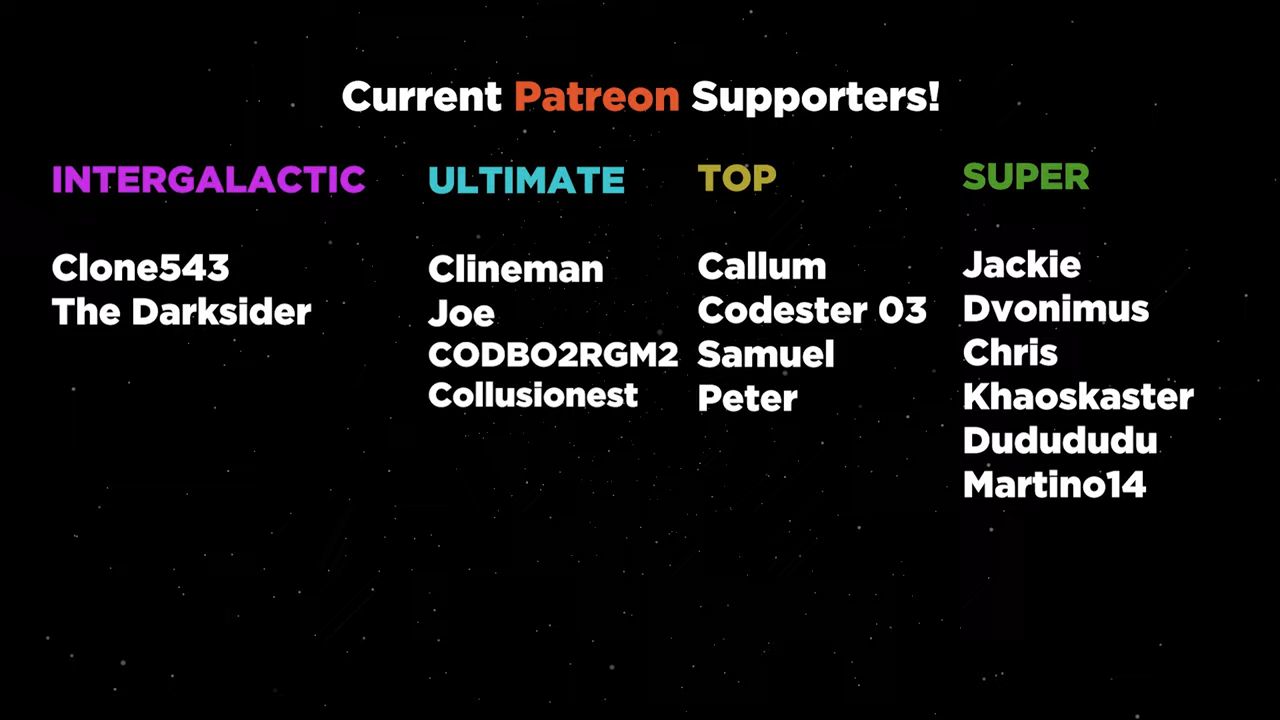 Current Patreon Supporters!
INTERGALACTIC
Clone543
The Darksider
ULTIMATE
Clineman
Joe
CODBO2RGM2
Collusionest
TOP
Callum
Codester 03
Samuel
Peter
SUPER
Jackie
Dvonimus
Chris
Khaoskaster
Dudududu
Martino14